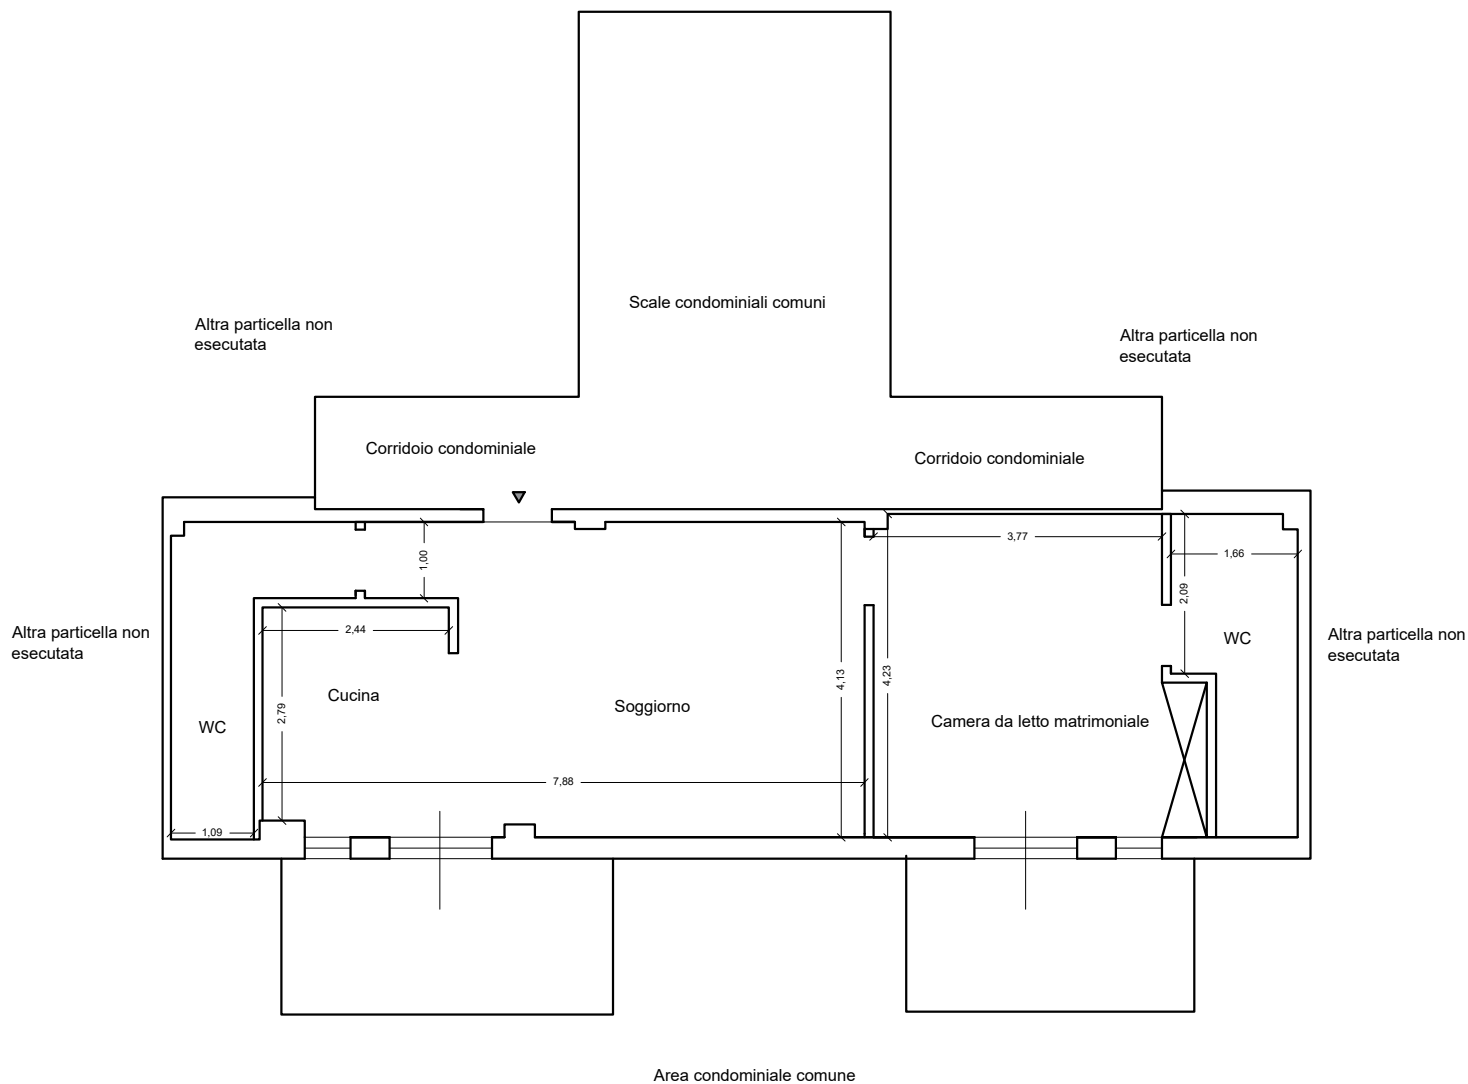 Scale condominiali comuni
Altra particella non
esecutata
Altra particella non
esecutata
Corridoio condominiale
Corridoio condominiale
1,00
3,77
1,66
2,09
2,44
Altra particella non
esecutata
WC
Altra particella non
esecutata
4,13
4,23
Cucina
2,79
Soggiorno
Camera da letto matrimoniale
WC
7,88
1,09
Area condominiale comune